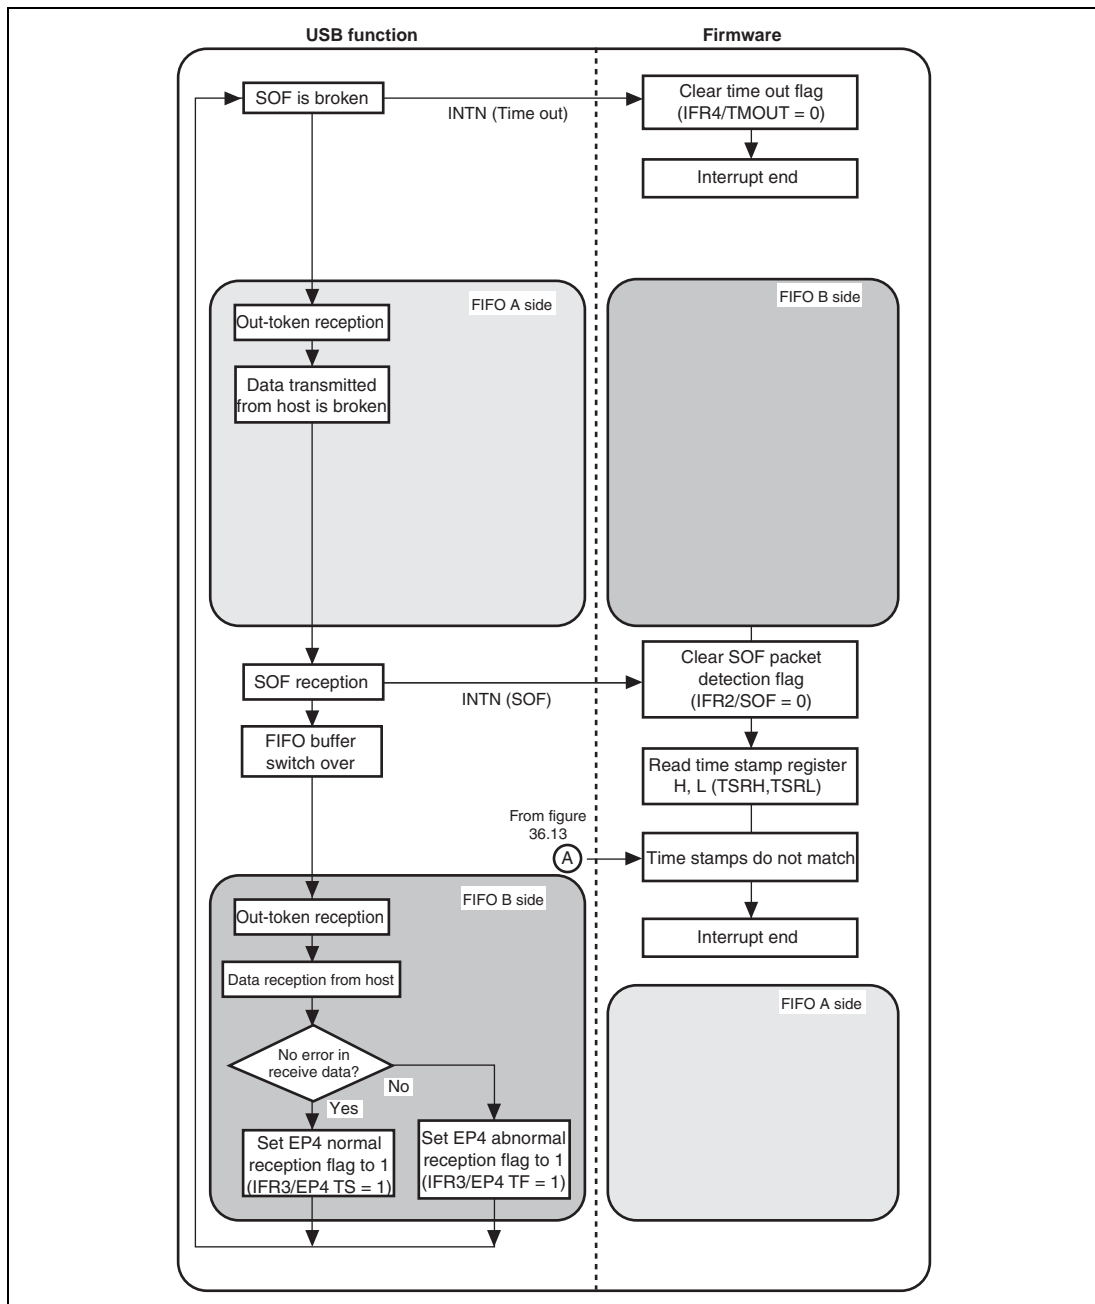 USB function
Firmware
SOF is broken
INTN (Time out)
Clear time out flag
(IFR4/TMOUT = 0)
Interrupt end
FIFO A side
FIFO B side
Out-token reception
Data transmitted
from host is broken
SOF reception
INTN (SOF)
Clear SOF packet
detection flag
(IFR2/SOF = 0)
FIFO buffer
switch over
Read time stamp register
H, L (TSRH,TSRL)
From figure
36.13
A
Time stamps do not match
FIFO B side
Out-token reception
Interrupt end
Data reception from host
FIFO A side
No error in
receive data?
No
Yes
Set EP4 normal
reception flag to 1
(IFR3/EP4 TS = 1)
Set EP4 abnormal
reception flag to 1
(IFR3/EP4 TF = 1)